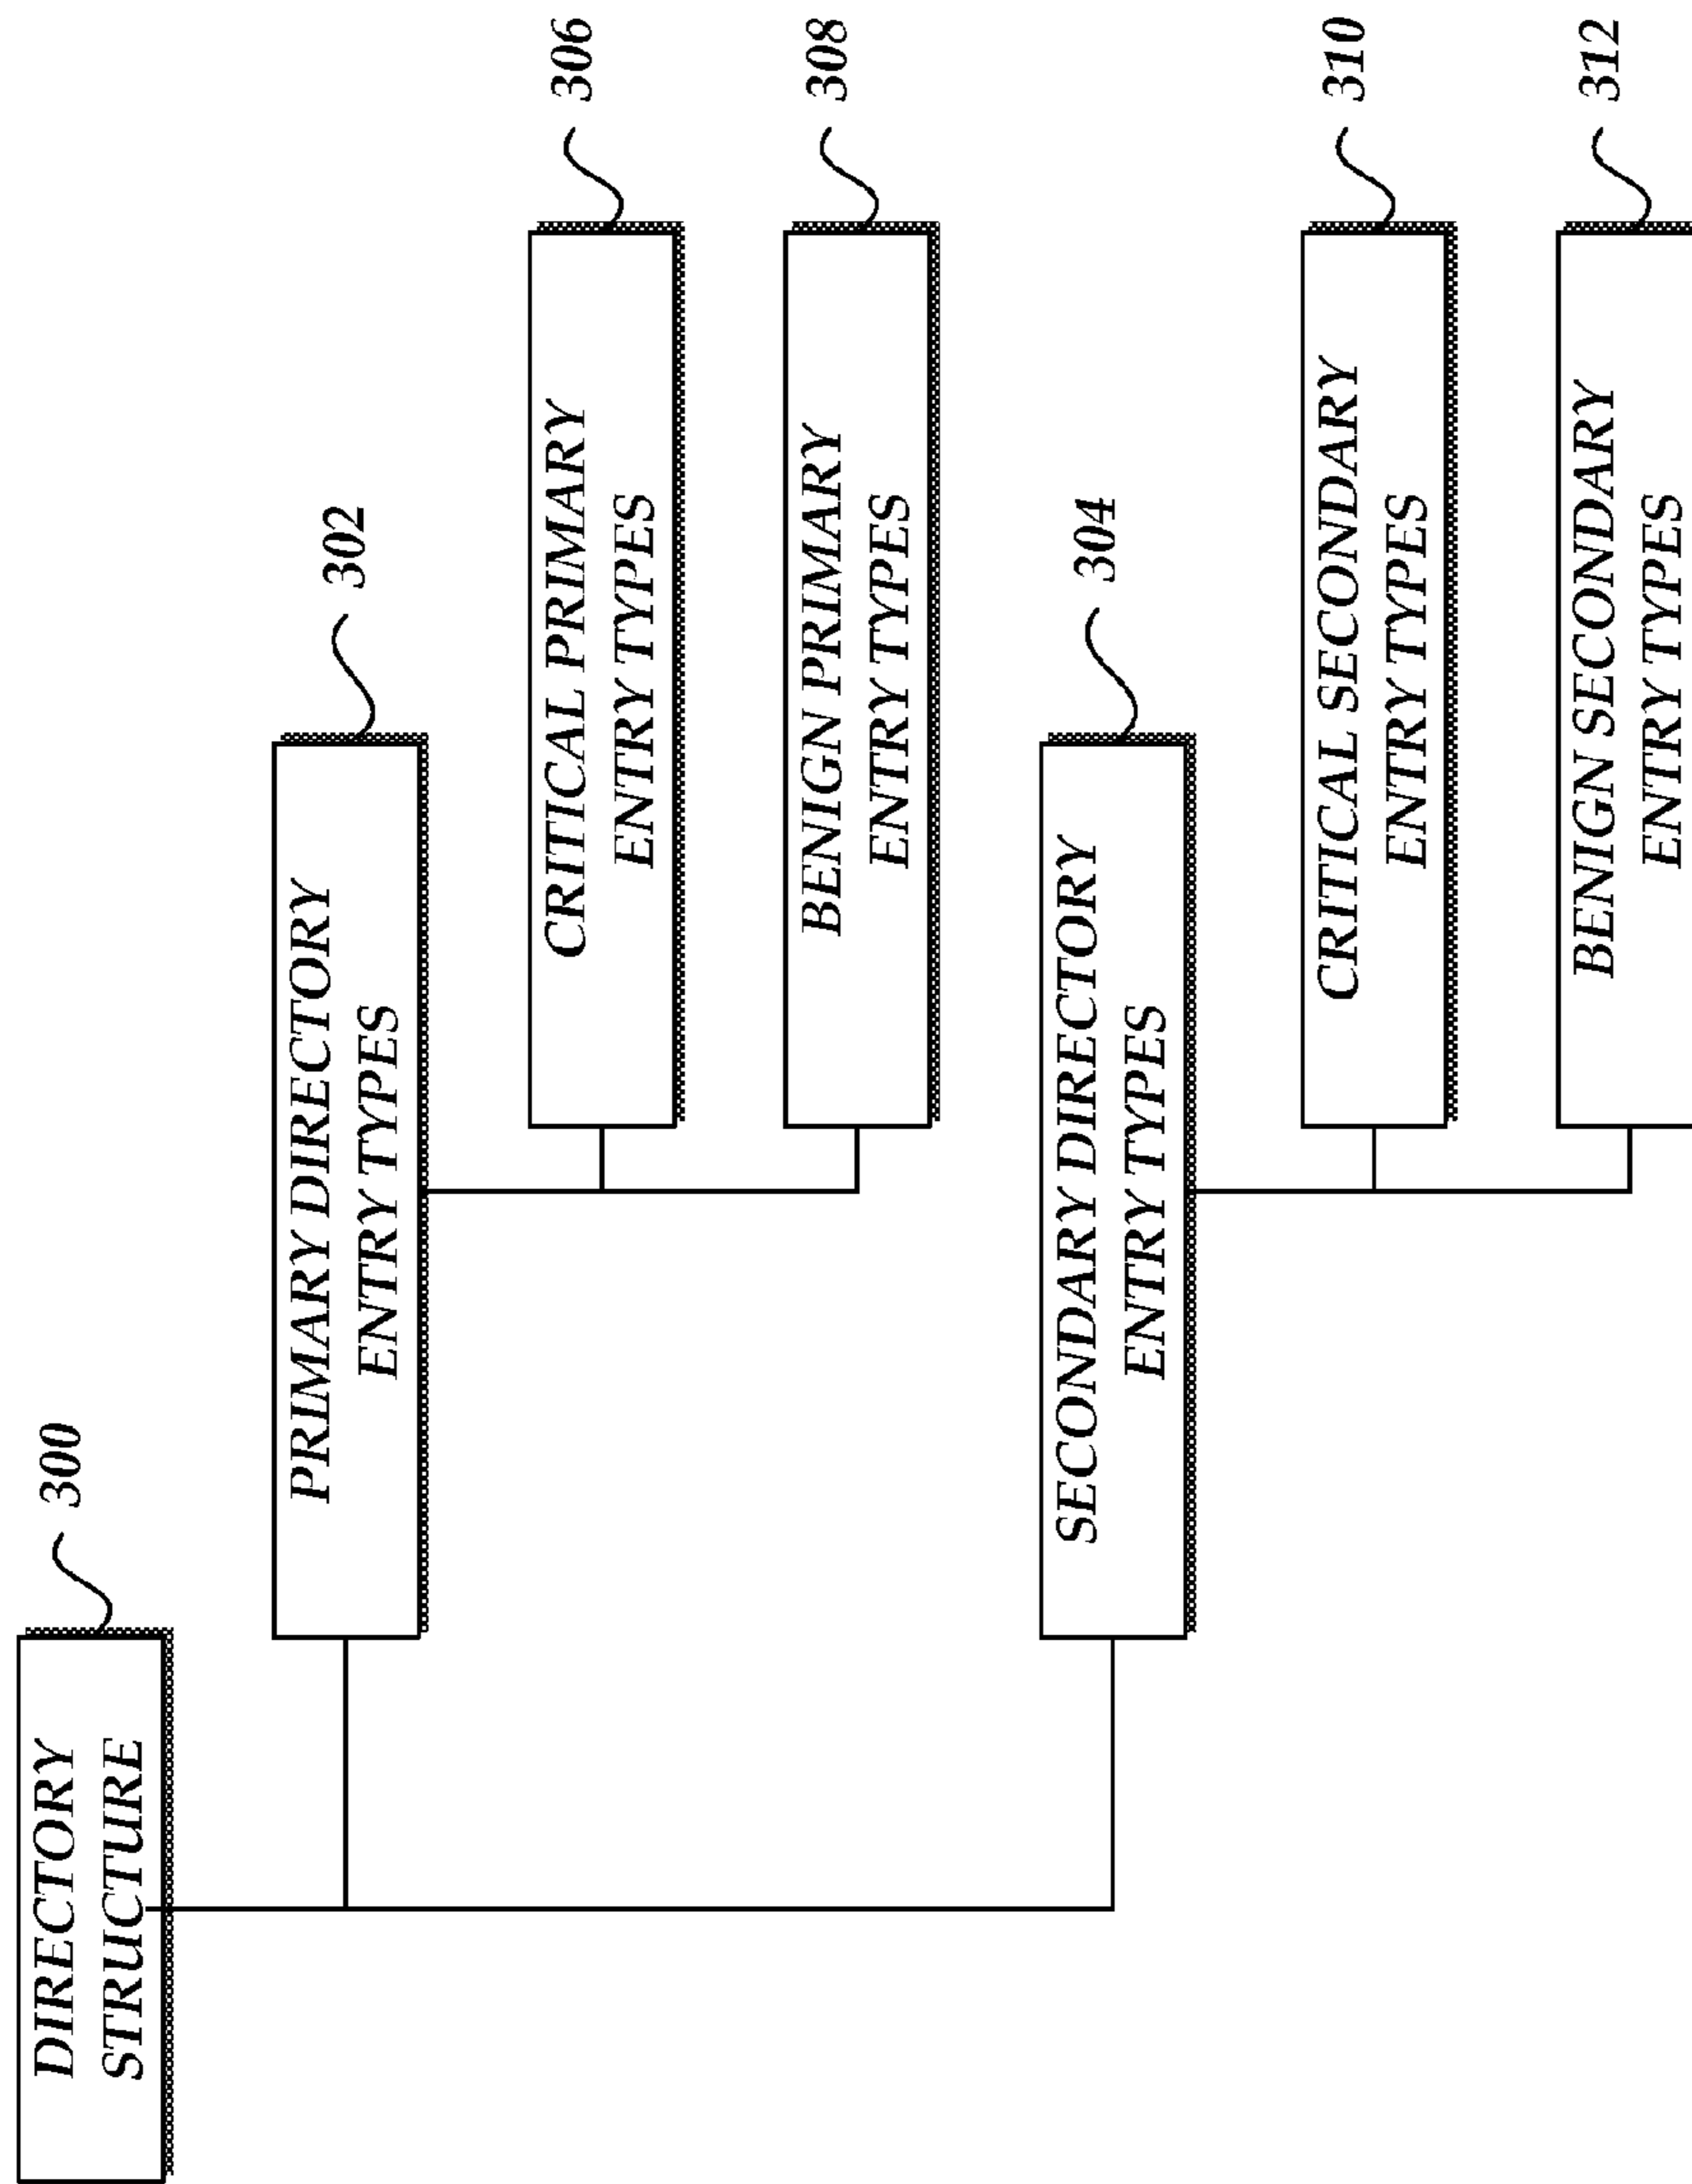 DIRECTORY
STRUCTURE
300
PRIMARY DIRECTORY
ENTRY TYPES
302
CRITICAL PRIMARY
ENTRY TYPES
306
BENIGN PRIMARY
ENTRY TYPES
308
SECONDARY DIRECTORY
ENTRY TYPES
304
CRITICAL SECONDARY
ENTRY TYPES
310
BENIGN SECONDARY
ENTRY TYPES
312